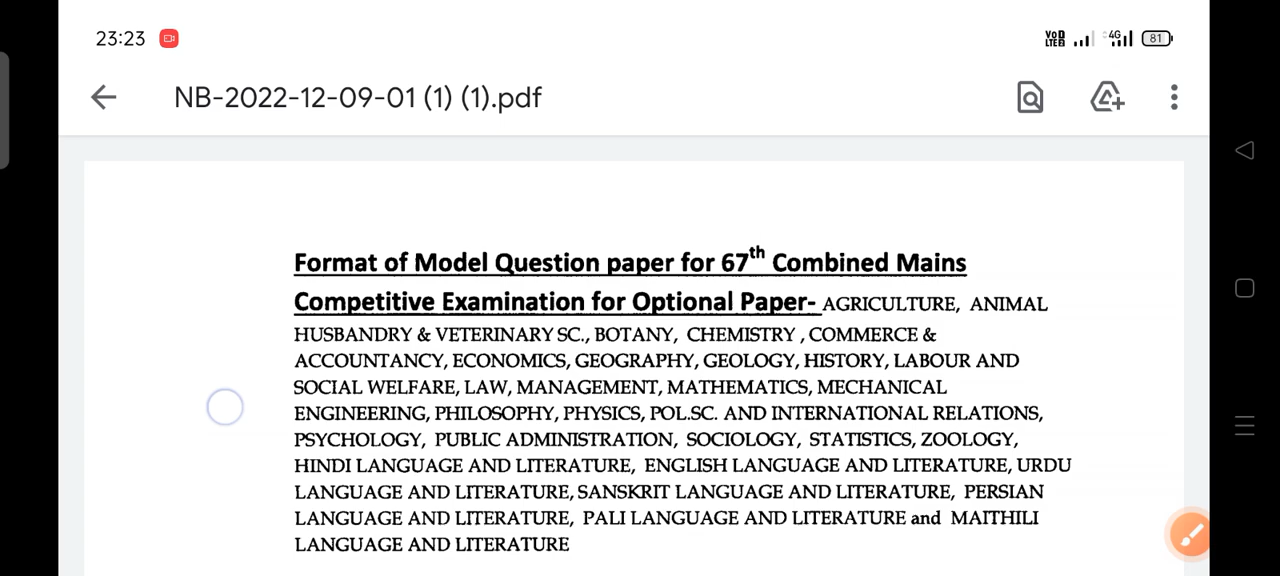 23:23
VoD LTE2 4G 81
NB-2022-12-09-01 (1) (1).pdf
Format of Model Question paper for 67th Combined Mains
Competitive Examination for Optional Paper- AGRICULTURE, ANIMAL
HUSBANDRY & VETERINARY SC., BOTANY, CHEMISTRY , COMMERCE &
ACCOUNTANCY, ECONOMICS, GEOGRAPHY, GEOLOGY, HISTORY, LABOUR AND
SOCIAL WELFARE, LAW, MANAGEMENT, MATHEMATICS, MECHANICAL
ENGINEERING, PHILOSOPHY, PHYSICS, POL.SC. AND INTERNATIONAL RELATIONS,
PSYCHOLOGY, PUBLIC ADMINISTRATION, SOCIOLOGY, STATISTICS, ZOOLOGY,
HINDI LANGUAGE AND LITERATURE, ENGLISH LANGUAGE AND LITERATURE, URDU
LANGUAGE AND LITERATURE, SANSKRIT LANGUAGE AND LITERATURE, PERSIAN
LANGUAGE AND LITERATURE, PALI LANGUAGE AND LITERATURE and MAITHILI
LANGUAGE AND LITERATURE